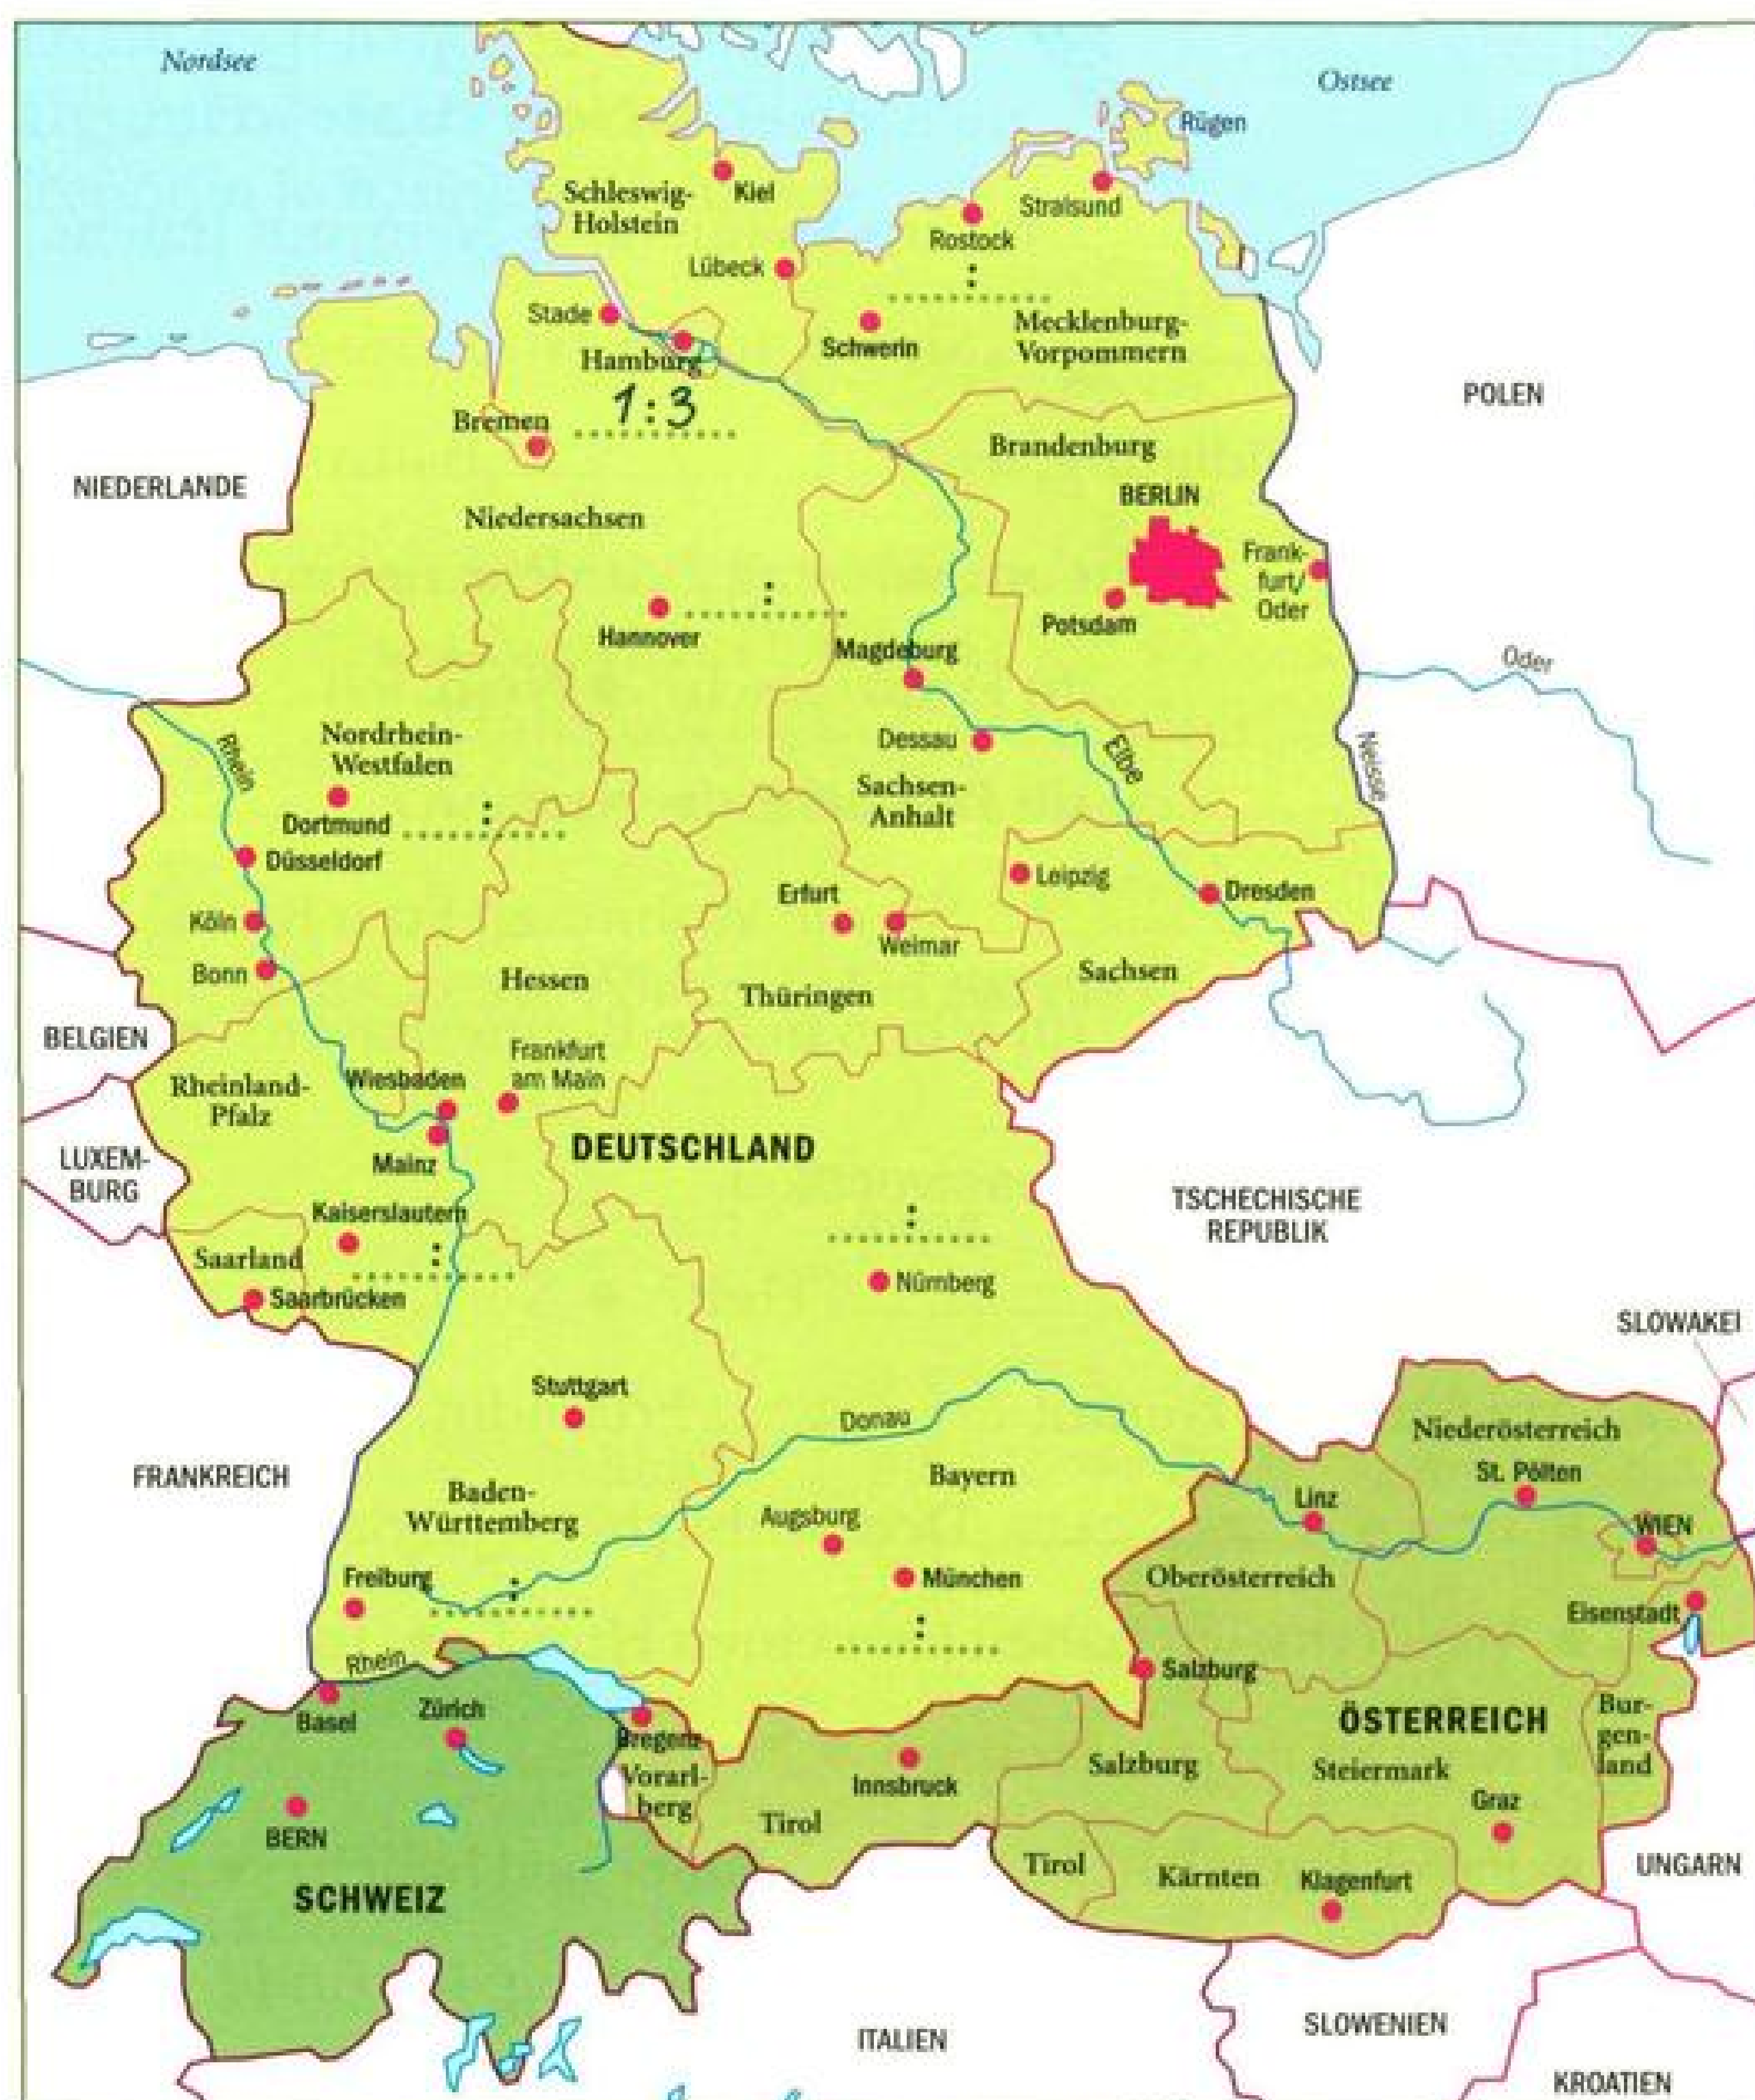 Nordsee
Ostsee
Rügen
Kiel
Schleswig-
Holstein
Stralsund
Rostock
:
Lübeck
Stade
Hamburg
1:3
Schwerin
Mecklenburg-
Vorpommern
POLEN
Bremen
Brandenburg
NIEDERLANDE
BERLIN
Niedersachsen
Frank-
furt/
Oder
:
Hannover
Potsdam
Magdeburg
Oder
Nordrhein-
Westfalen
Rhein
Dessau
Elbe
Neisse
Sachsen-
Anhalt
Dortmund
:
Düsseldorf
Leipzig
Dresden
Erfurt
Weimar
Köln
Bonn
Hessen
Thüringen
Sachsen
BELGIEN
Frankfurt
am Main
Wiesbaden
Rheinland-
Pfalz
DEUTSCHLAND
Mainz
LUXEM-
BURG
TSCHECHISCHE
REPUBLIK
Kaiserslautern
:
:
Saarland
Saarbrücken
Nürnberg
SLOWAKEI
Stuttgart
Donau
Niederösterreich
FRANKREICH
Bayern
St. Pölten
Baden-
Württemberg
Augsburg
Linz
WIEN
Freiburg
:
München
Oberösterreich
Eisenstadt
:
Rhein
Salzburg
Basel
Zürich
Bregenz
ÖSTERREICH
Bur-
gen-
land
Vorarl-
berg
Innsbruck
Salzburg
Steiermark
BERN
Tirol
Graz
Tirol
Kärnten
Klagenfurt
UNGARN
SCHWEIZ
ITALIEN
SLOWENIEN
KROATIEN